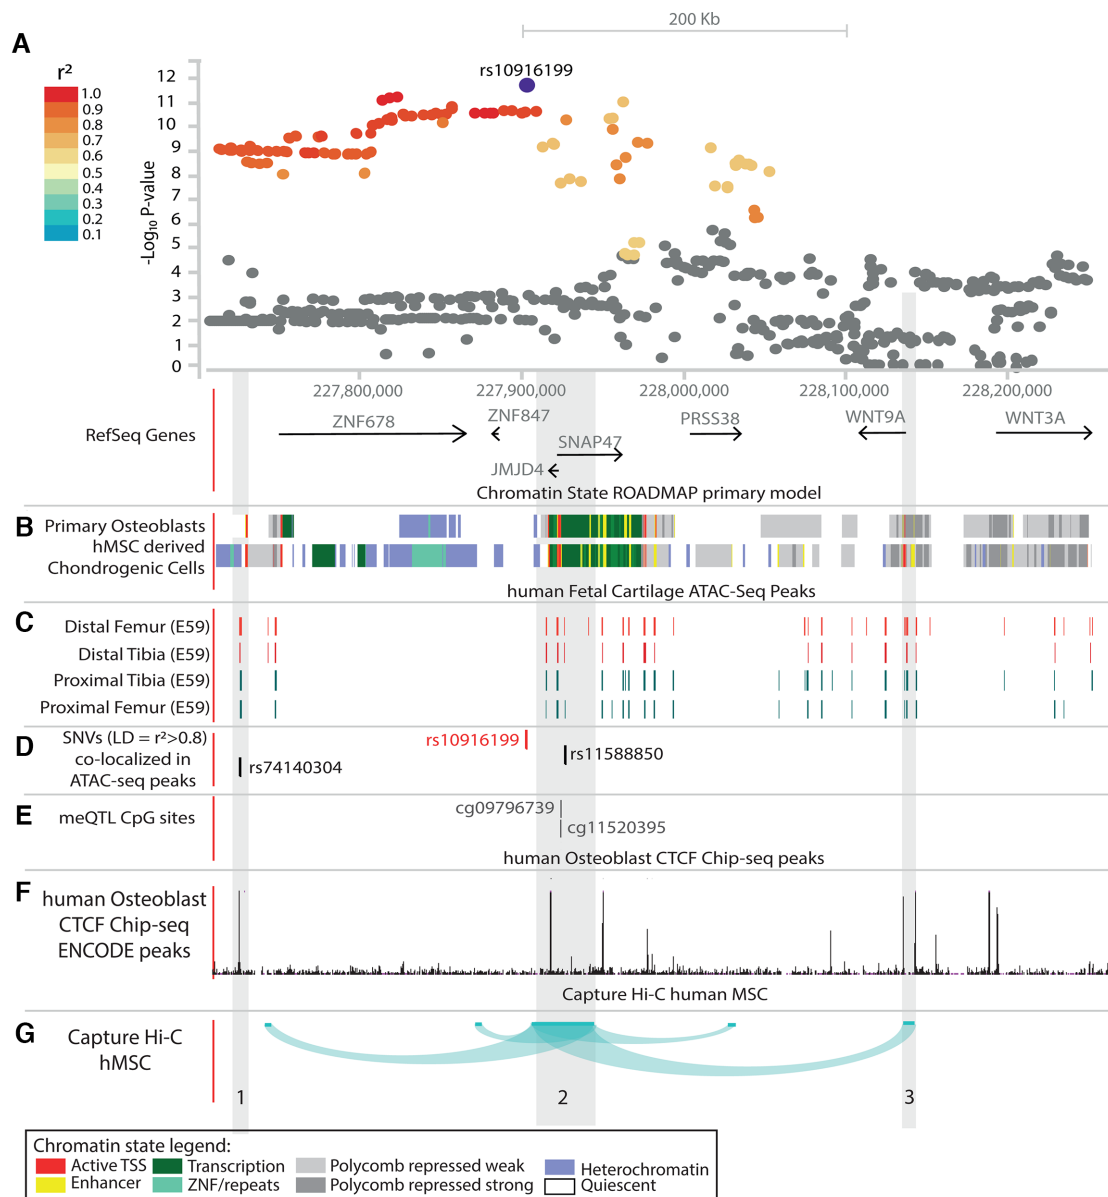 200 Kb
A
r²
1.0
0.9
0.8
0.7
0.6
0.5
0.4
0.3
0.2
0.1
-Log10 P-value
12
11
10
9
8
7
6
5
4
3
2
1
0
rs10916199
227,800,000
227,900,000
228,000,000
228,100,000
228,200,000
RefSeq Genes
ZNF678
ZNF847
SNAP47
JMJD4
PRSS38
WNT9A
WNT3A
Chromatin State ROADMAP primary model
B
Primary Osteoblasts
hMSC derived
Chondrogenic Cells
human Fetal Cartilage ATAC-Seq Peaks
C
Distal Femur (E59)
Distal Tibia (E59)
Proximal Tibia (E59)
Proximal Femur (E59)
D
SNVs (LD = r²>0.8)
co-localized in
ATAC-seq peaks
rs74140304
rs10916199
rs11588850
E
meQTL CpG sites
cg09796739
cg11520395
human Osteoblast CTCF Chip-seq peaks
F
human Osteoblast
CTCF Chip-seq
ENCODE peaks
Capture Hi-C human MSC
G
Capture Hi-C
hMSC
1
2
3
Chromatin state legend:
Active TSS
Transcription
Polycomb repressed weak
Heterochromatin
Enhancer
ZNF/repeats
Polycomb repressed strong
Quiescent